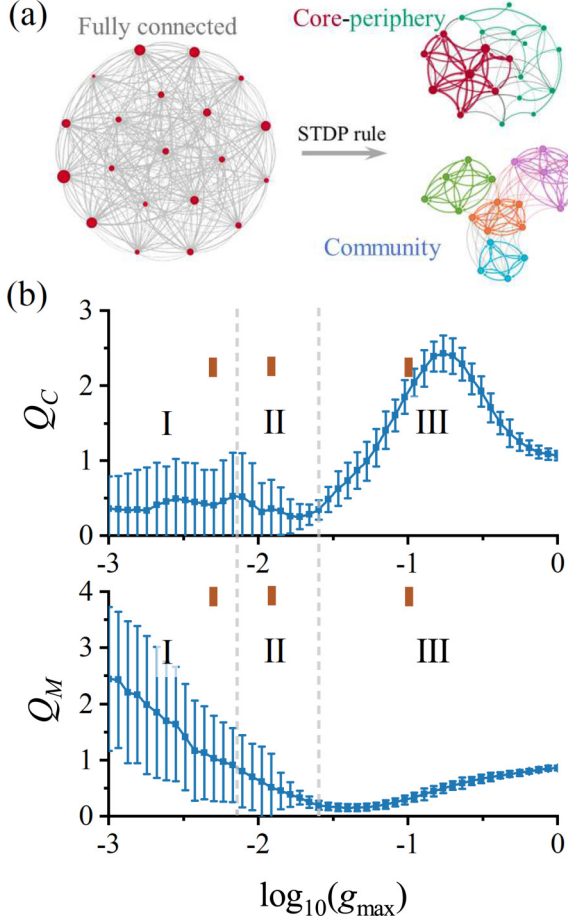 (a)
Fully connected
STDP rule
Core-periphery
Community
(b)
3
2
1
0
Q_C
I
II
III
-3
-2
-1
0
4
3
2
1
0
Q_M
I
II
III
-3
-2
-1
0
log₁₀(g_max)